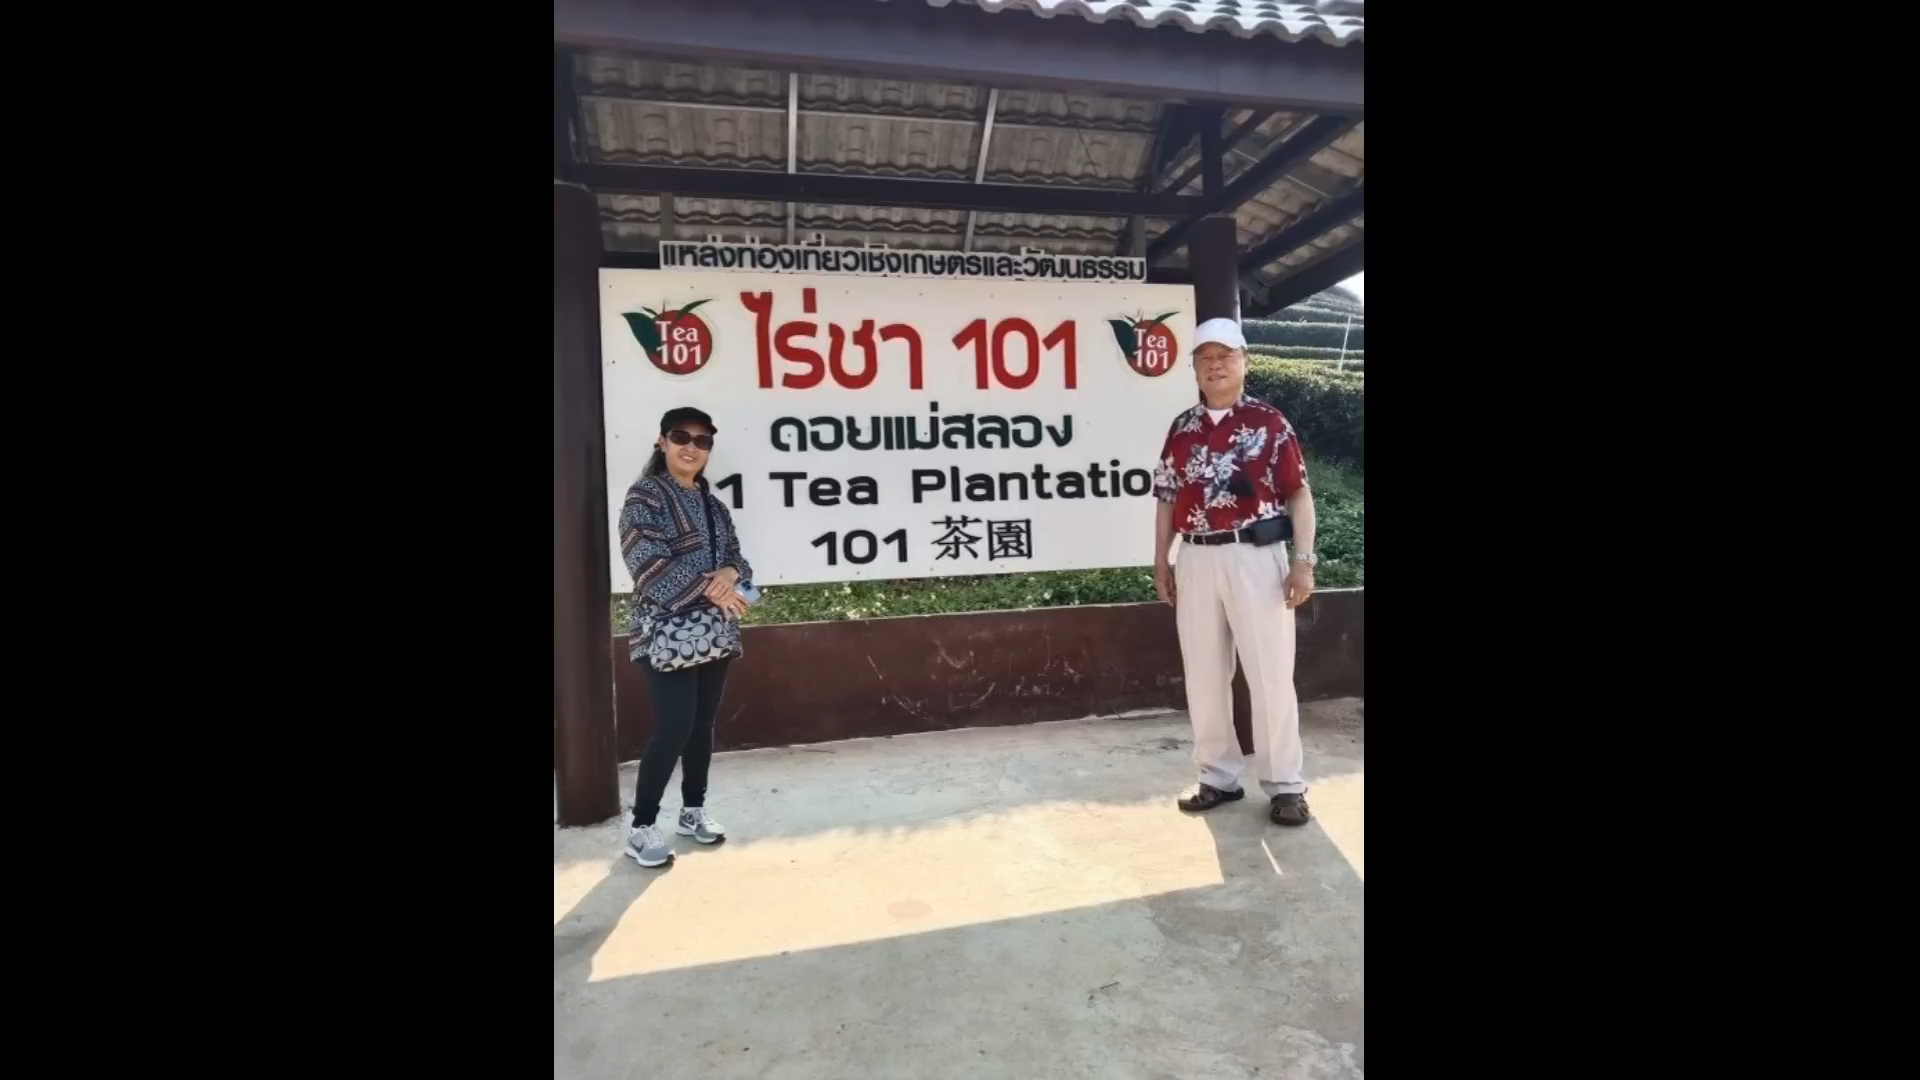 แหล่งท่องเที่ยวเชิงเกษตรและวัฒนธรรม
Tea 101
ไร่ชา 101
Tea 101
ดอยแม่สลอง
1 Tea Plantatio
101 茶園